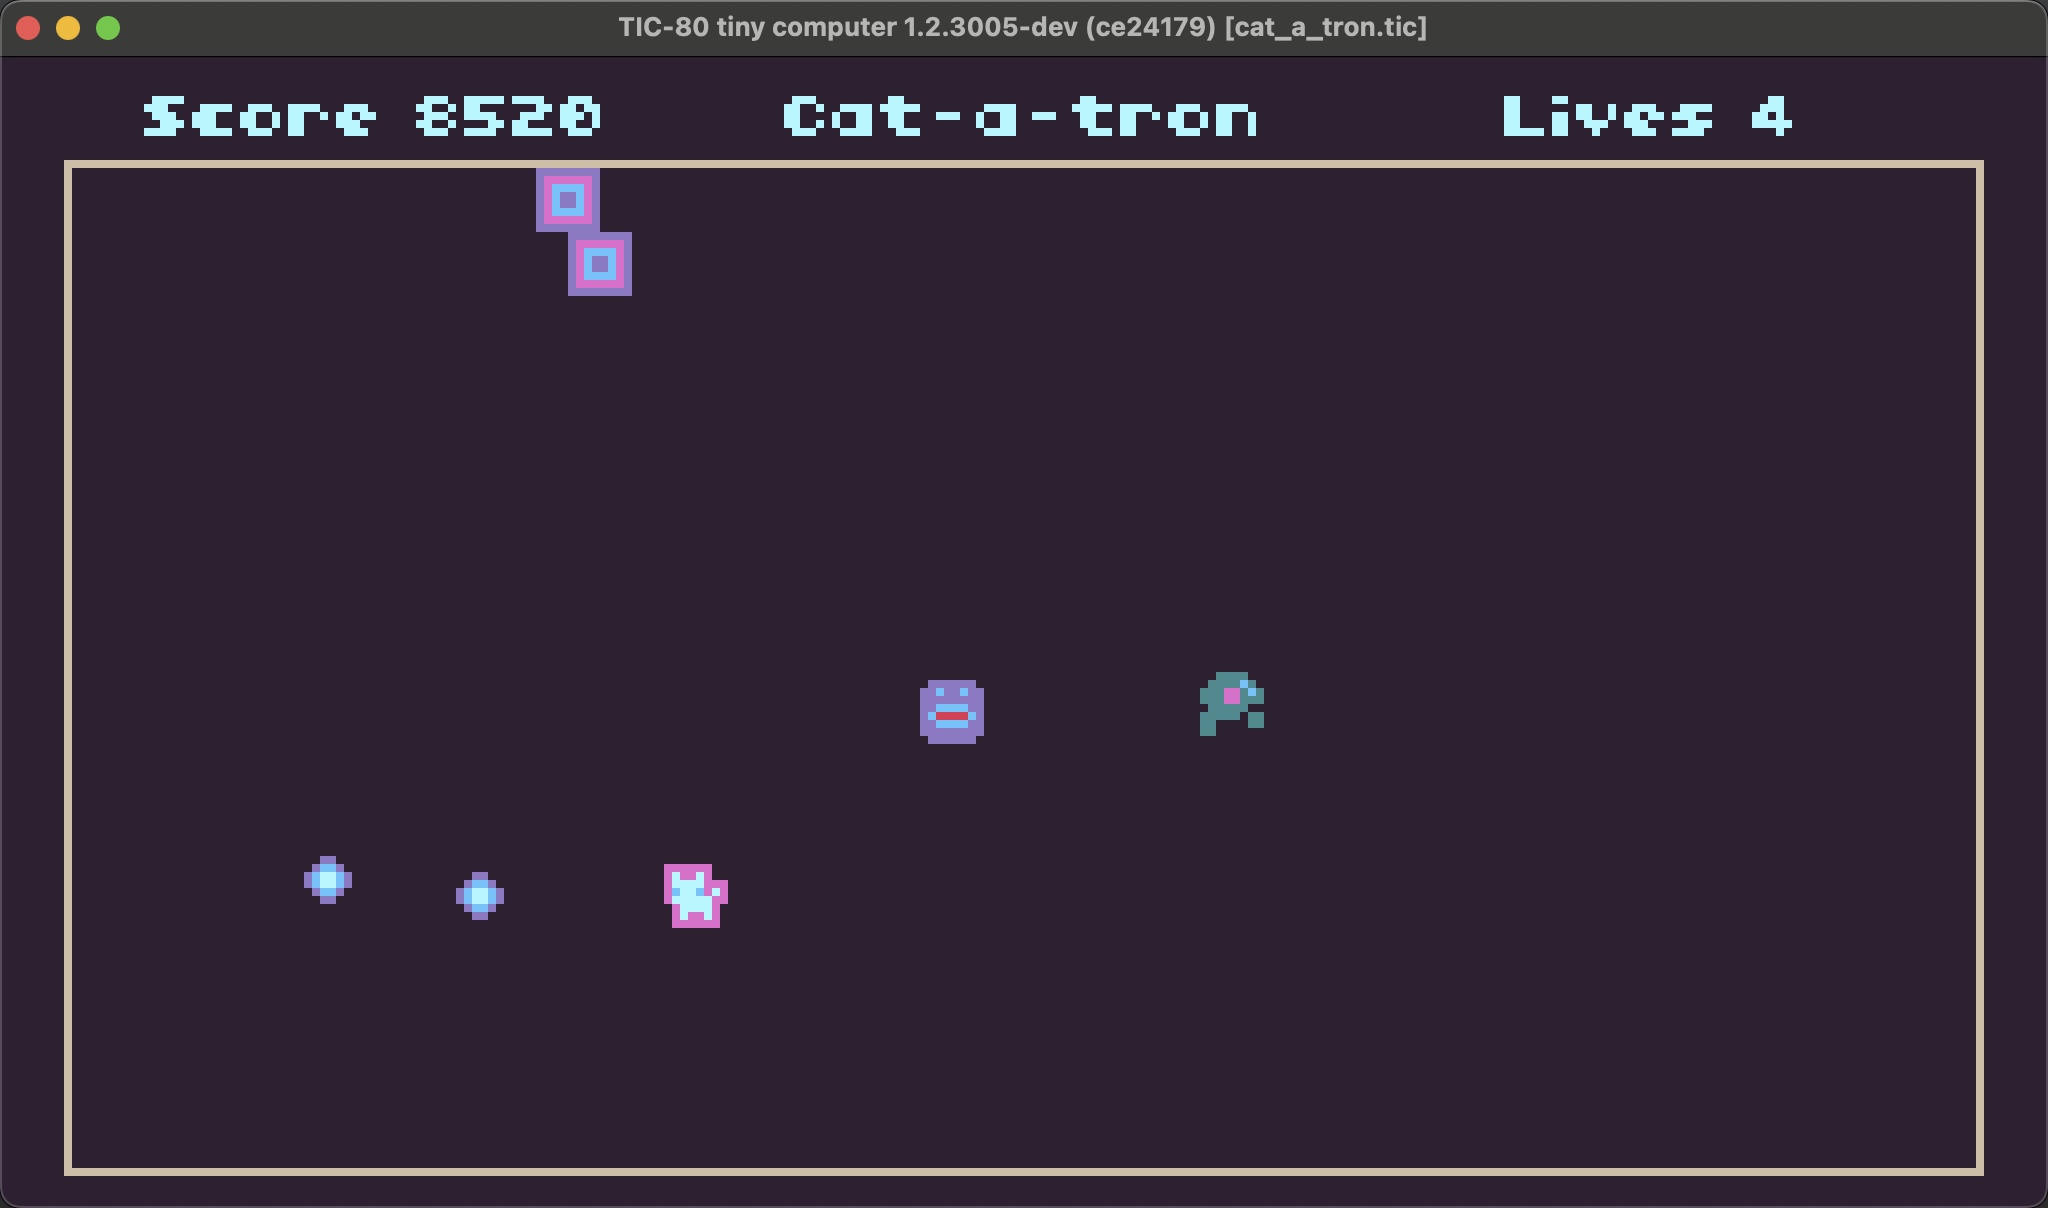 TIC-80 tiny computer 1.2.3005-dev (ce24179) [cat_a_tron.tic]
Score 8520 Cat-a-tron Lives 4